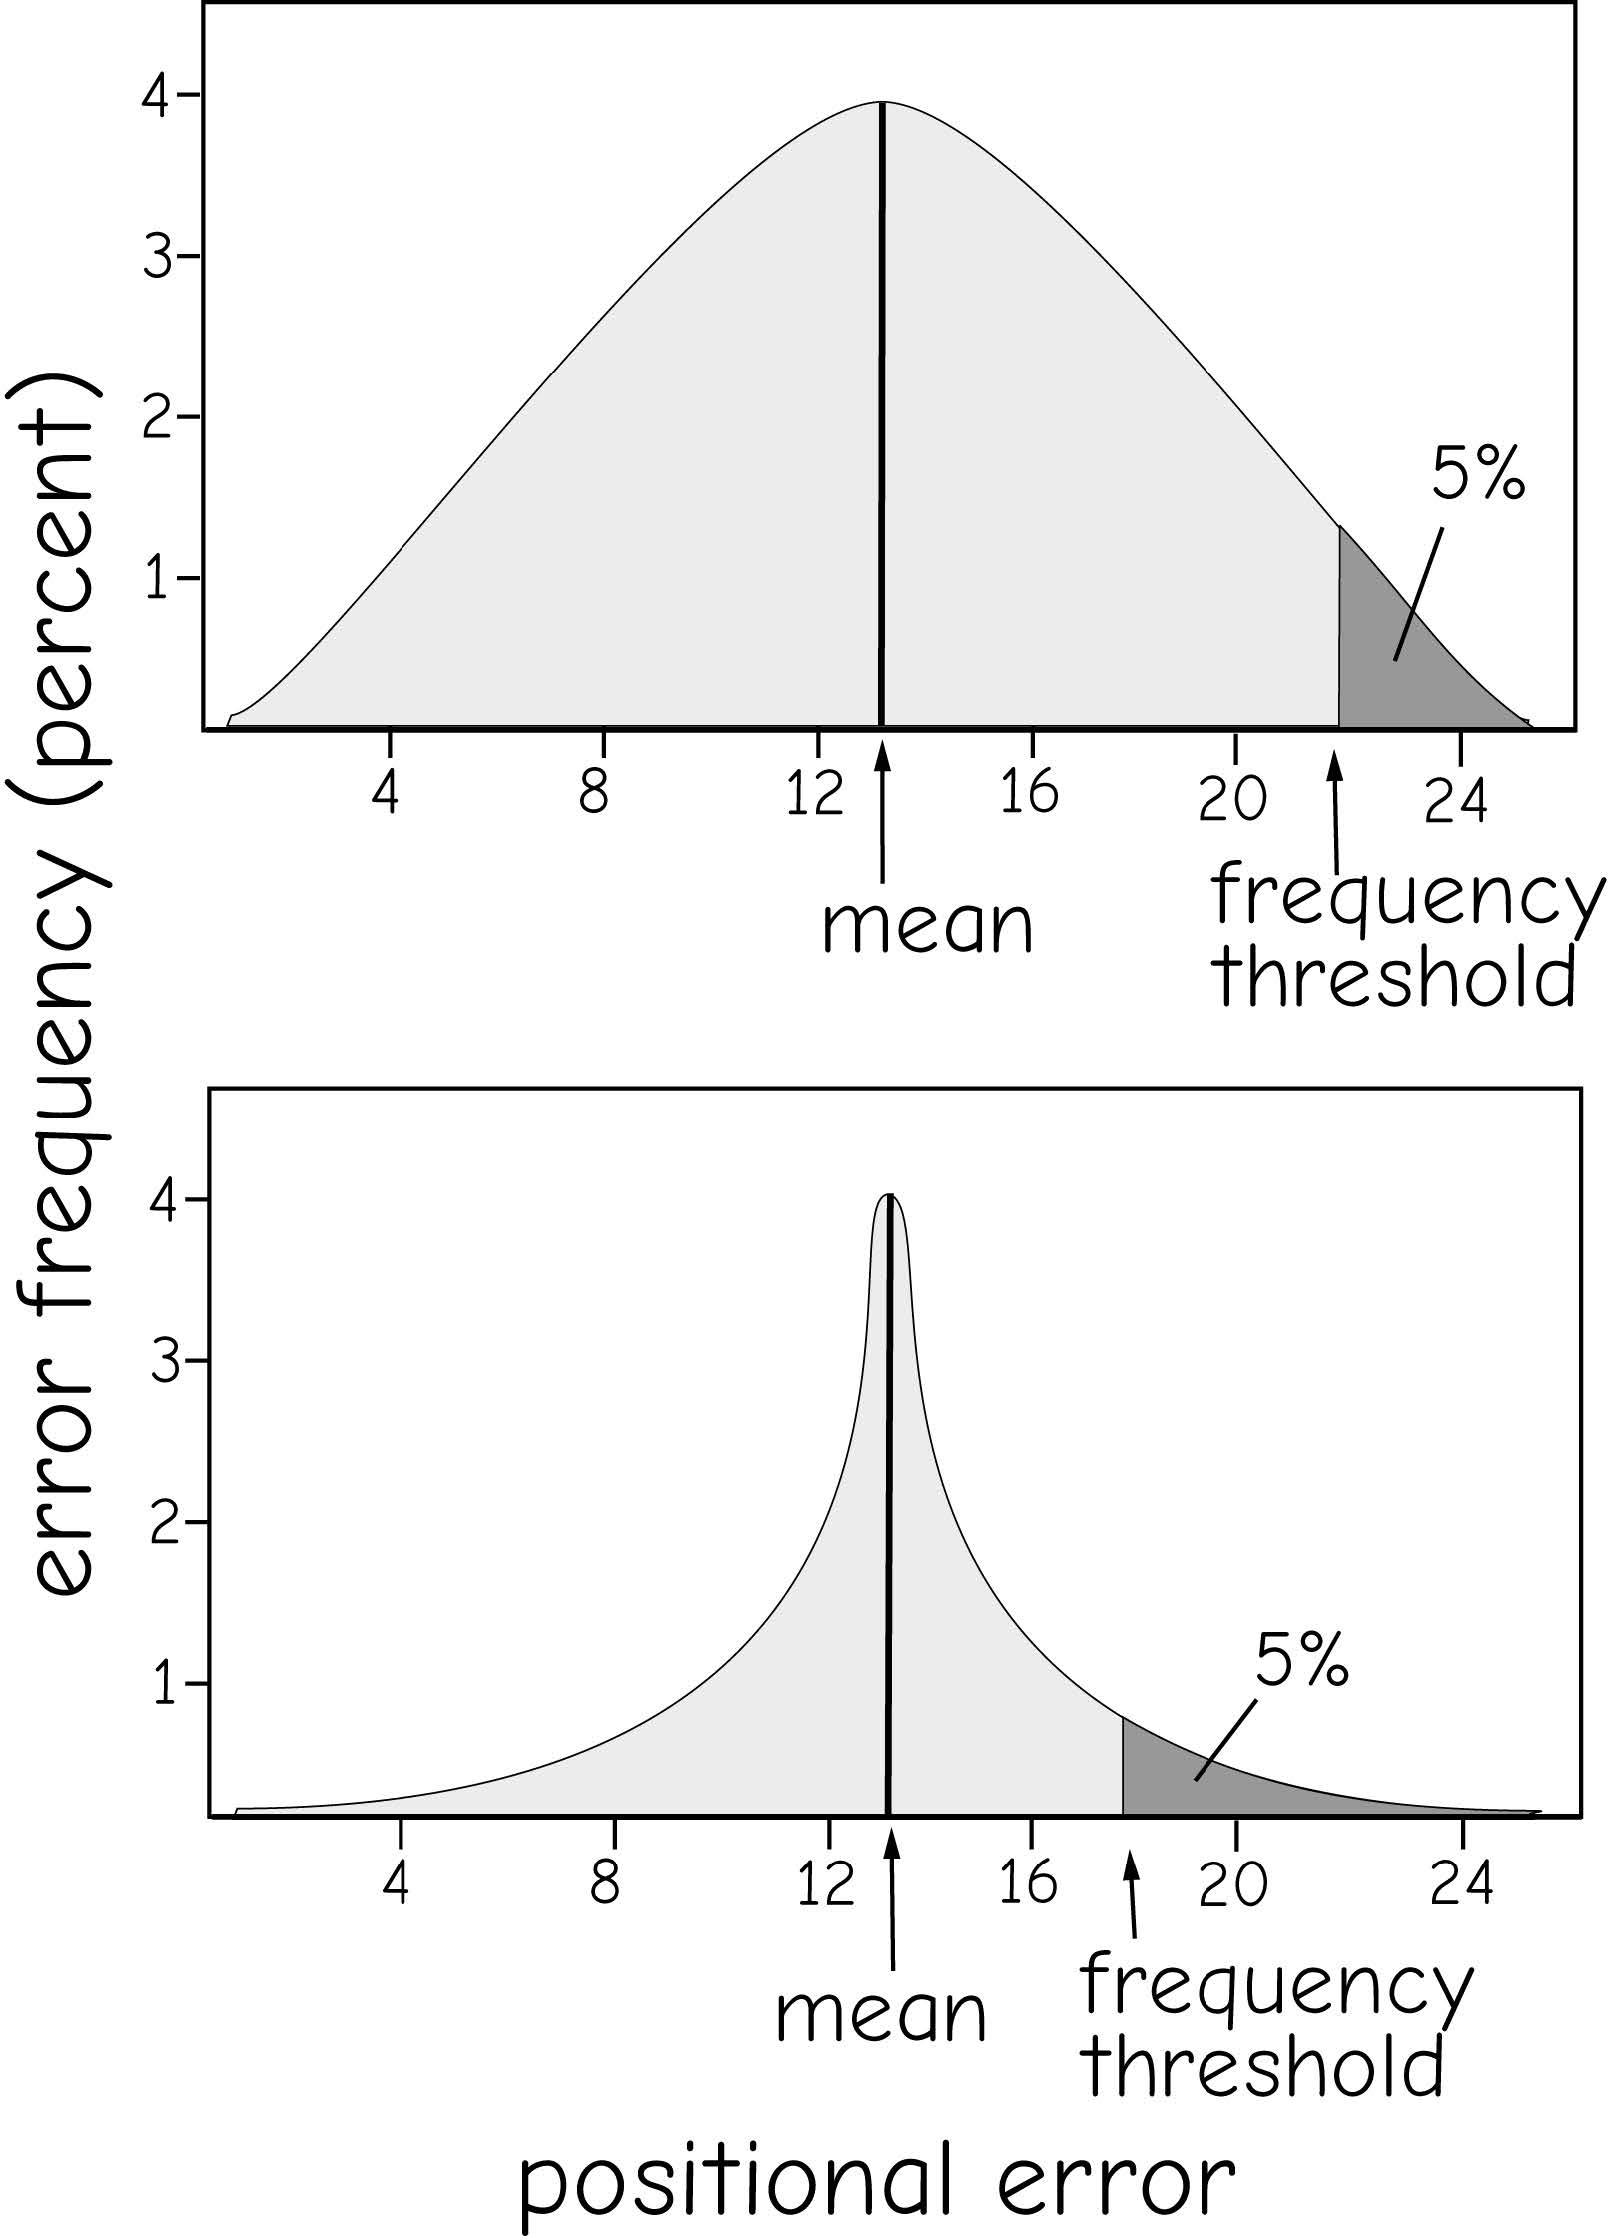 error frequency (percent)
4
3
2
1
5%
4 8 12 16 20 24
mean
frequency
threshold
4
3
2
1
5%
4 8 12 16 20 24
mean
frequency
threshold
positional error